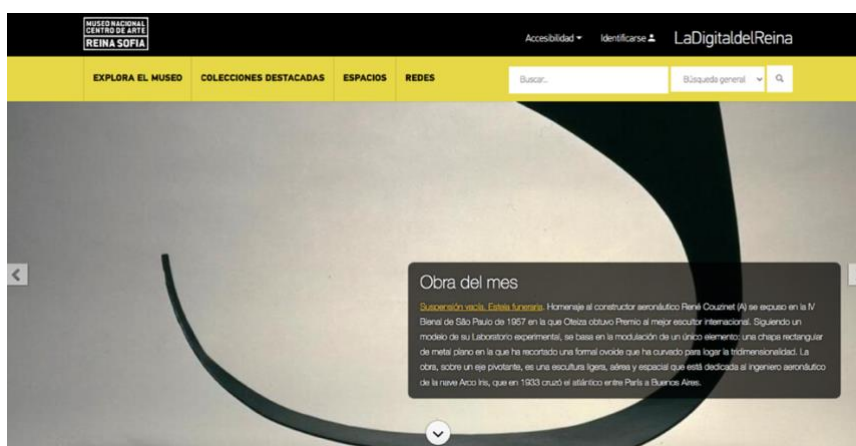 MUSEO NACIONAL
CENTRO DE ARTE
REINA SOFIA
Accesibilidad
Identificarse
LaDigitaldelReina
EXPLORA EL MUSEO
COLECCIONES DESTACADAS
ESPACIOS
REDES
Buscar...
Búsqueda general
Obra del mes
Suspensión vacía. Estela funeraria. Homenaje al constructor aeronáutico René Couzinet (A) se expuso en la IV
Bienal de São Paulo de 1957 en la que Oteiza obtuvo Premio al mejor escultor internacional. Siguiendo un
modelo de su Laboratorio experimental, se basa en la modulación de un único elemento: una chapa rectangular
de metal plano en la que ha recortado una formal ovoide que ha curvado para logar la tridimensionalidad. La
obra, sobre un eje pivotante, es una escultura ligera, aérea y espacial que está dedicada al ingeniero aeronáutico
de la nave Arco Iris, que en 1933 cruzó el atlántico entre París a Buenos Aires.